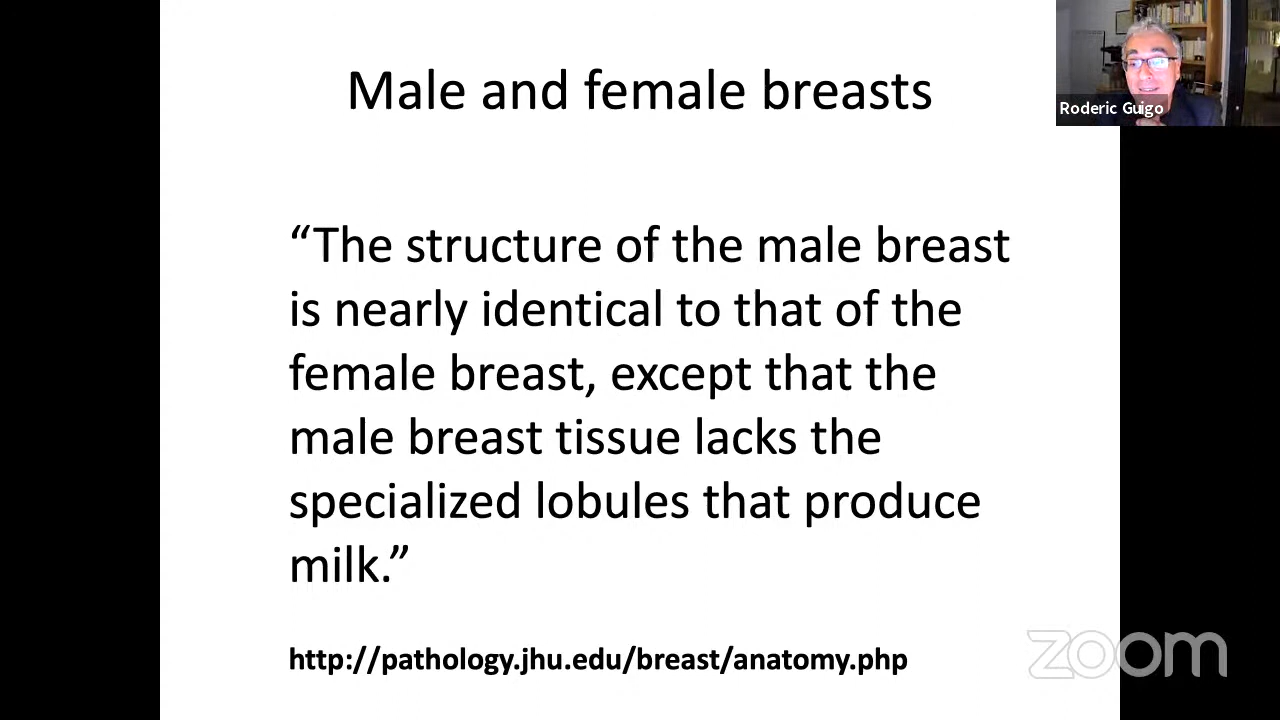 Male and female breasts
Roderic Guigo
“The structure of the male breast
is nearly identical to that of the
female breast, except that the
male breast tissue lacks the
specialized lobules that produce
milk.”
http://pathology.jhu.edu/breast/anatomy.php
zoom